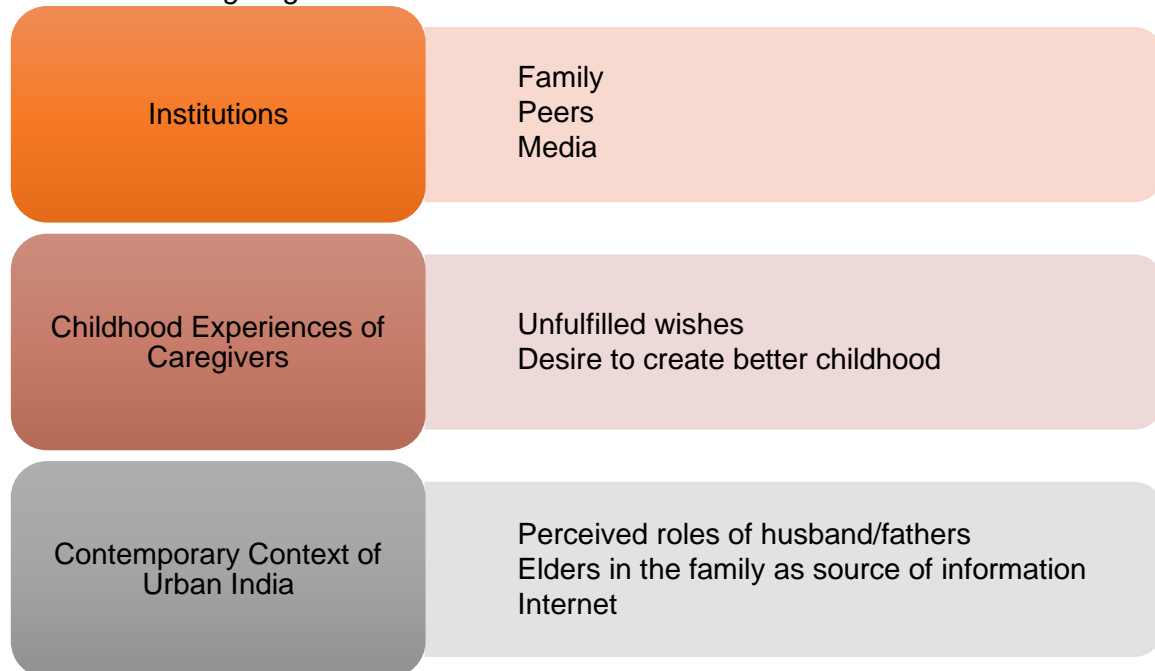 Institutions
Family
Peers
Media
Childhood Experiences of
Caregivers
Unfulfilled wishes
Desire to create better childhood
Contemporary Context of
Urban India
Perceived roles of husband/fathers
Elders in the family as source of information
Internet